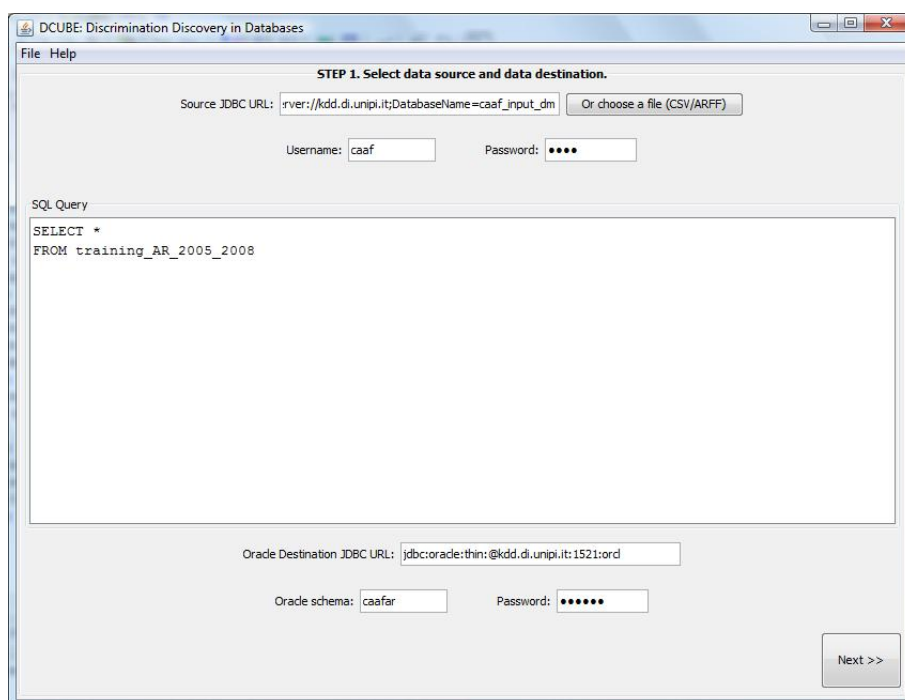 DCUBE: Discrimination Discovery in Databases
File Help
STEP 1. Select data source and data destination.
Source JDBC URL: erver://kdd.di.unipi.it;DatabaseName=caaf_input_dm Or choose a file (CSV/ARFF)
Username: caaf Password: ••••
SQL Query
SELECT *
FROM training_AR_2005_2008
Oracle Destination JDBC URL: jdbc:oracle:thin:@kdd.di.unipi.it:1521:orcl
Oracle schema: caafar Password: ••••••
Next >>